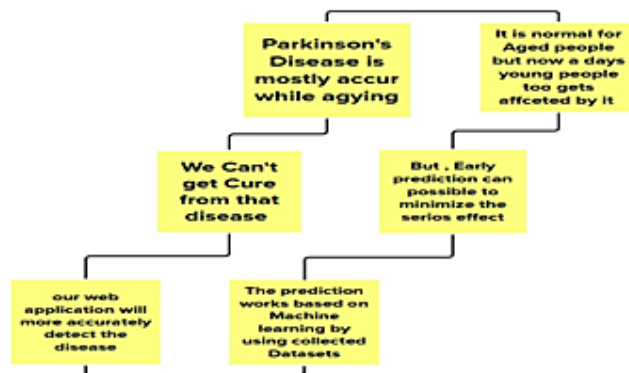 Parkinson's
Disease is
mostly accur
while agying
It is normal for
Aged people
but now a days
young people
too gets
affceted by it
We Can't
get Cure
from that
disease
But , Early
prediction can
possible to
minimize the
serios effect
our web
application will
more accurately
detect the
disease
The prediction
works based on
Machine
learning by
using collected
Datasets